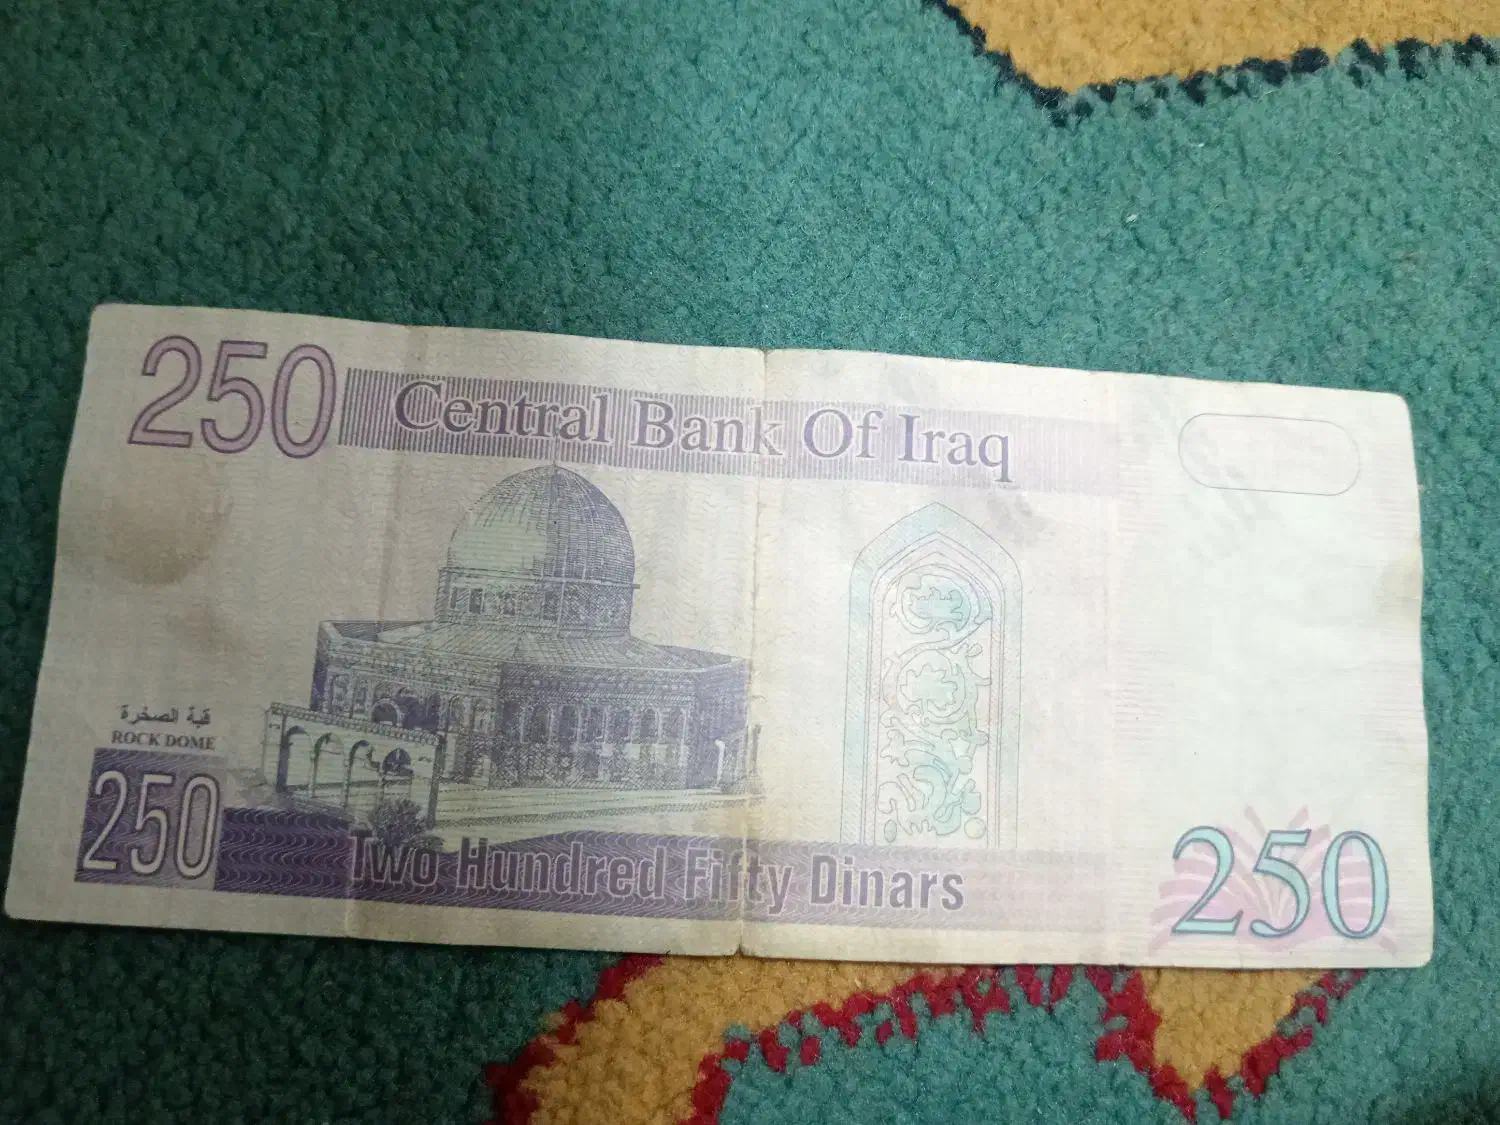 250
Central Bank Of Iraq
قبة الصخرة
ROCK DOME
250
Two Hundred Fifty Dinars
250